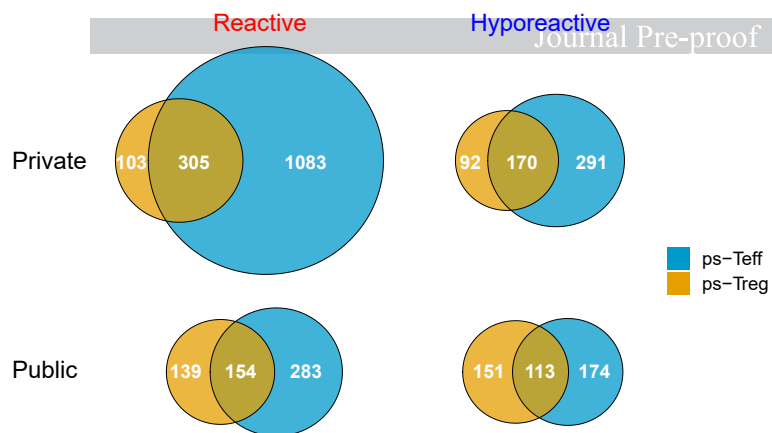 Reactive Hyporeactive
Journal Pre-proof
Private 103 305 1083 92 170 291
ps−Teff
ps−Treg
Public 139 154 283 151 113 174